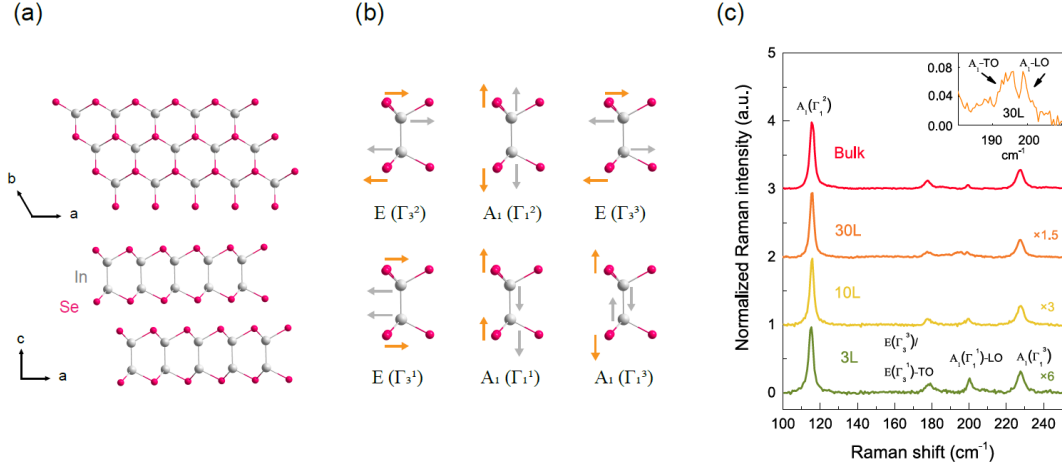 (a)
b
a
In
Se
c
a
(b)
E (Γ₃²)
A₁ (Γ₁²)
E (Γ₃³)
E (Γ₃¹)
A₁ (Γ₁¹)
A₁ (Γ₁³)
(c)
Normalized Raman intensity (a.u.)
5
4
3
2
1
0
A₁(Γ₁²)
Bulk
30L
×1.5
10L
×3
3L
E(Γ₃³)/
E(Γ₃¹)-TO
A₁(Γ₁¹)-LO
A₁(Γ₁³)
×6
A₁-TO
A₁-LO
0.08
0.04
0.00
30L
190
200
cm⁻¹
100 120 140 160 180 200 220 240
Raman shift (cm⁻¹)